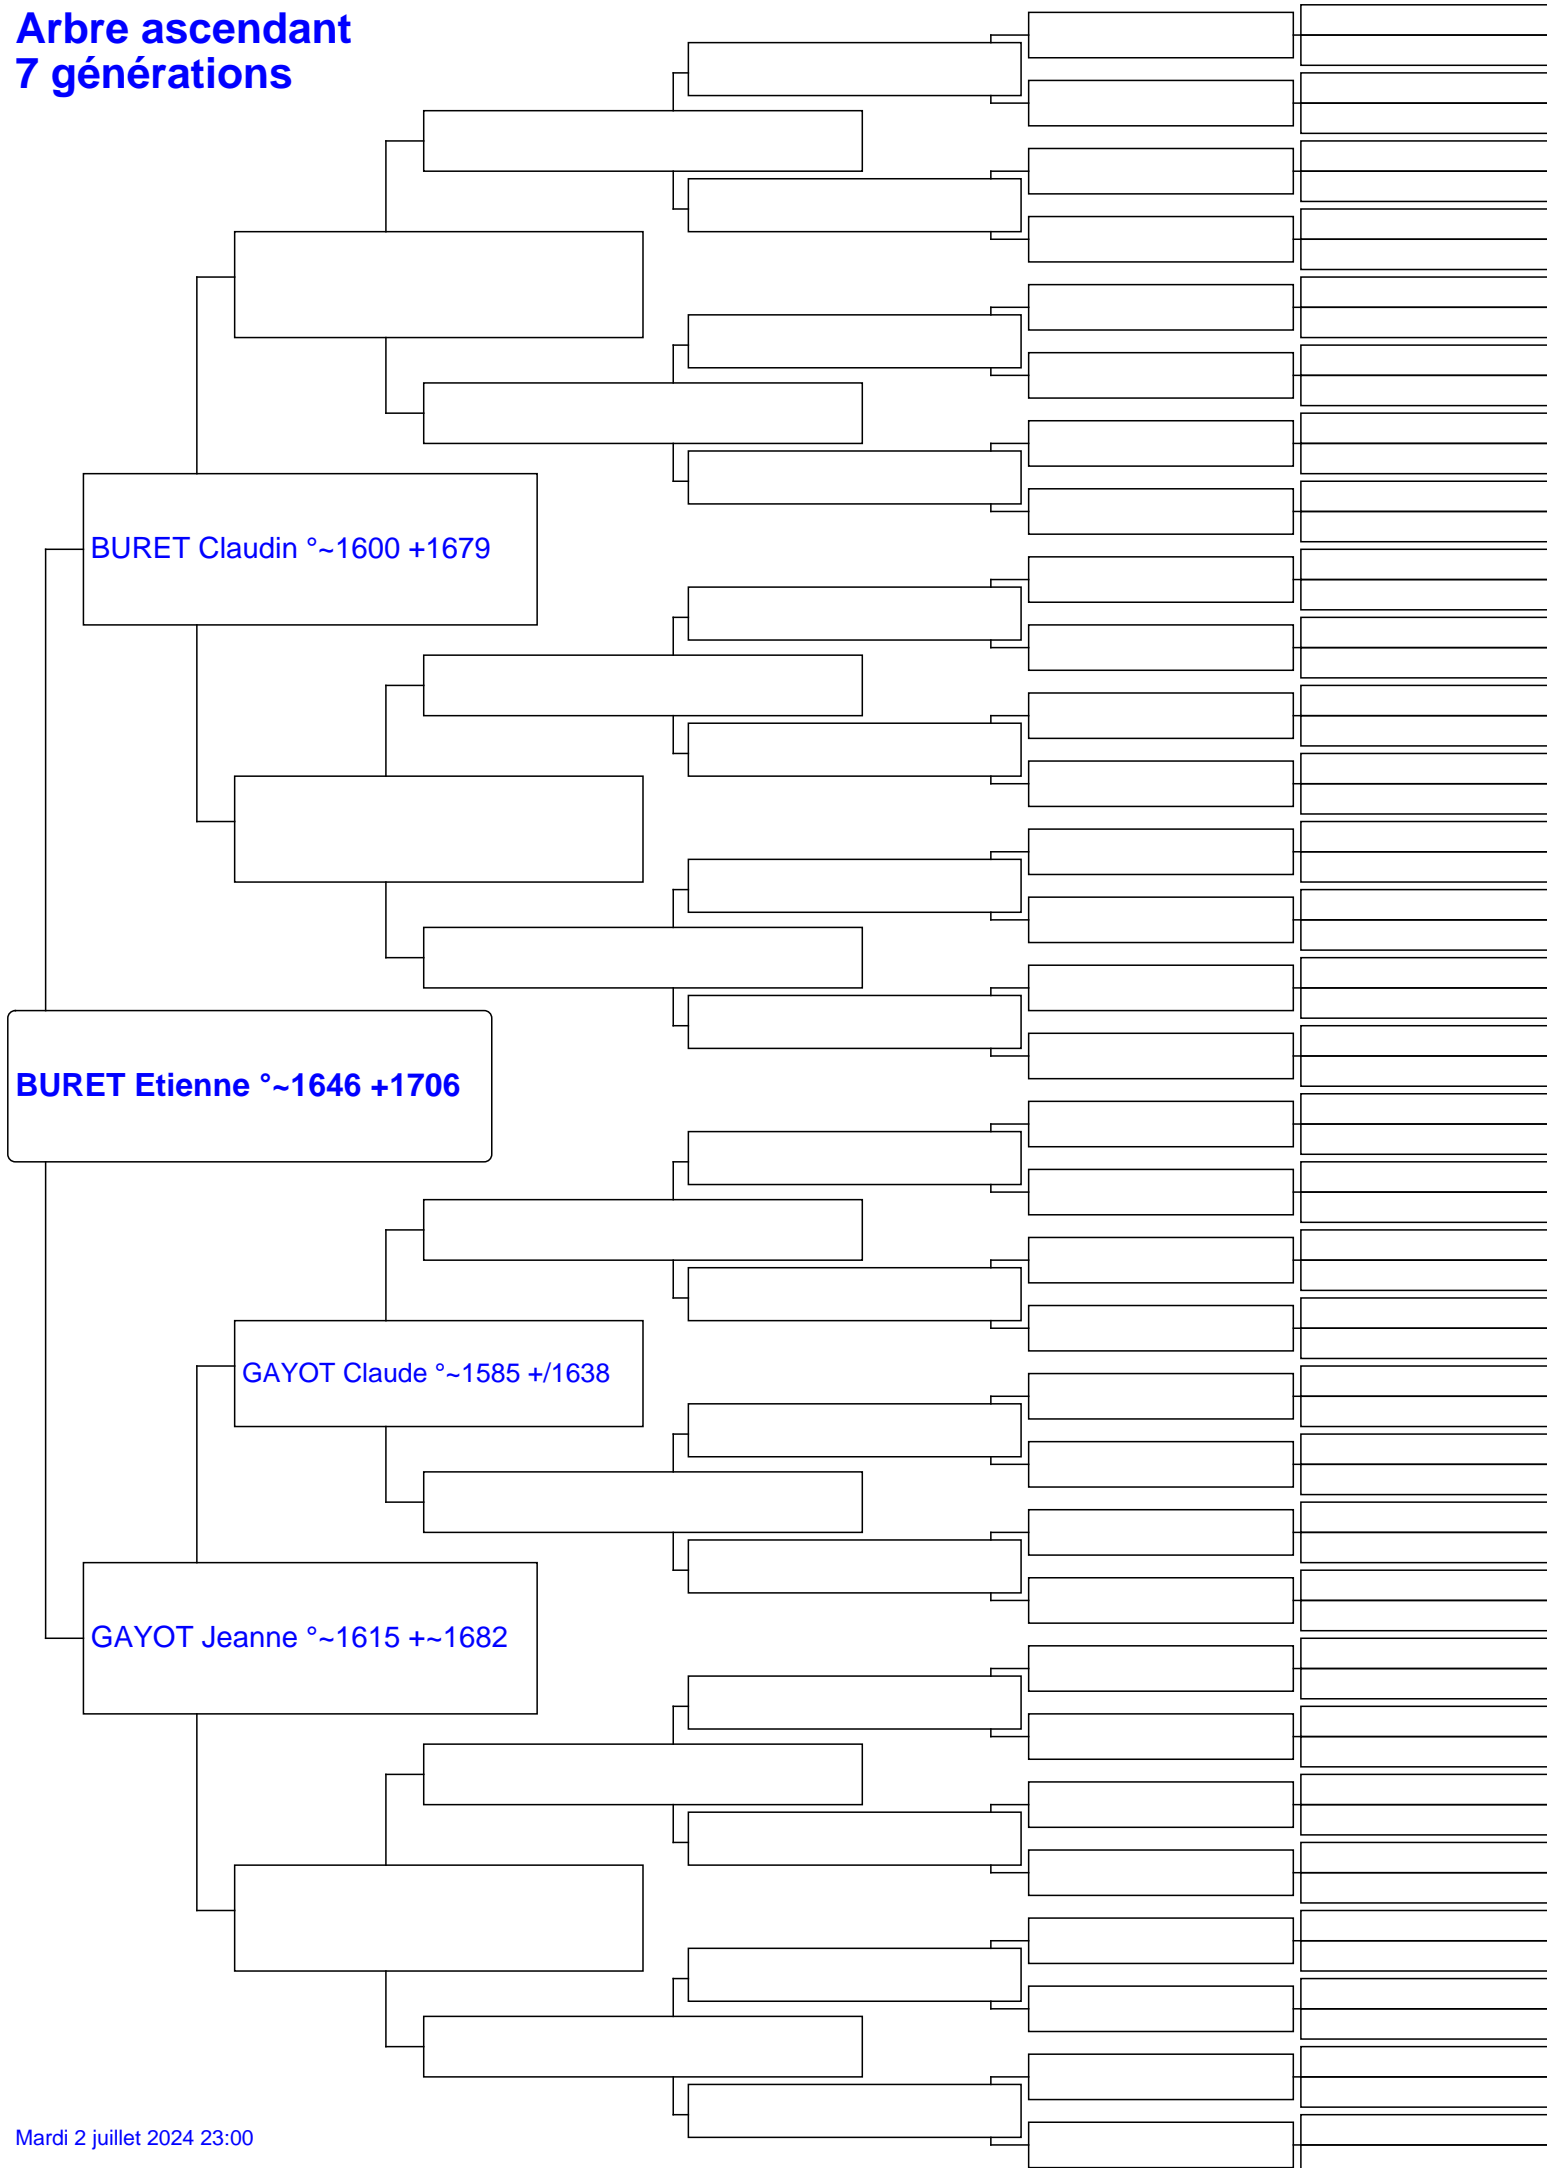 Arbre ascendant
7 générations
BURET Claudin °~1600 +1679
BURET Etienne °~1646 +1706
GAYOT Claude °~1585 +/1638
GAYOT Jeanne °~1615 +~1682
Mardi 2 juillet 2024 23:00